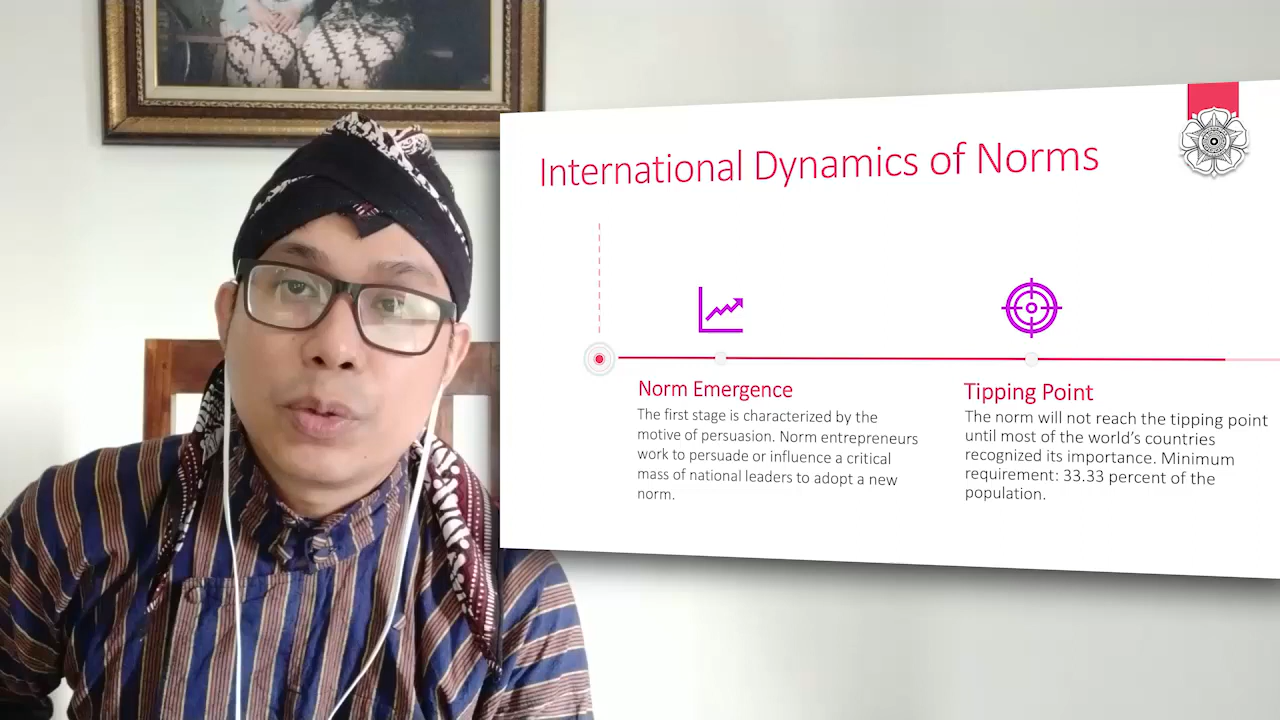 International Dynamics of Norms
Norm Emergence
The first stage is characterized by the
motive of persuasion. Norm entrepreneurs
work to persuade or influence a critical
mass of national leaders to adopt a new
norm.
Tipping Point
The norm will not reach the tipping point
until most of the world's countries
recognized its importance. Minimum
requirement: 33.33 percent of the
population.